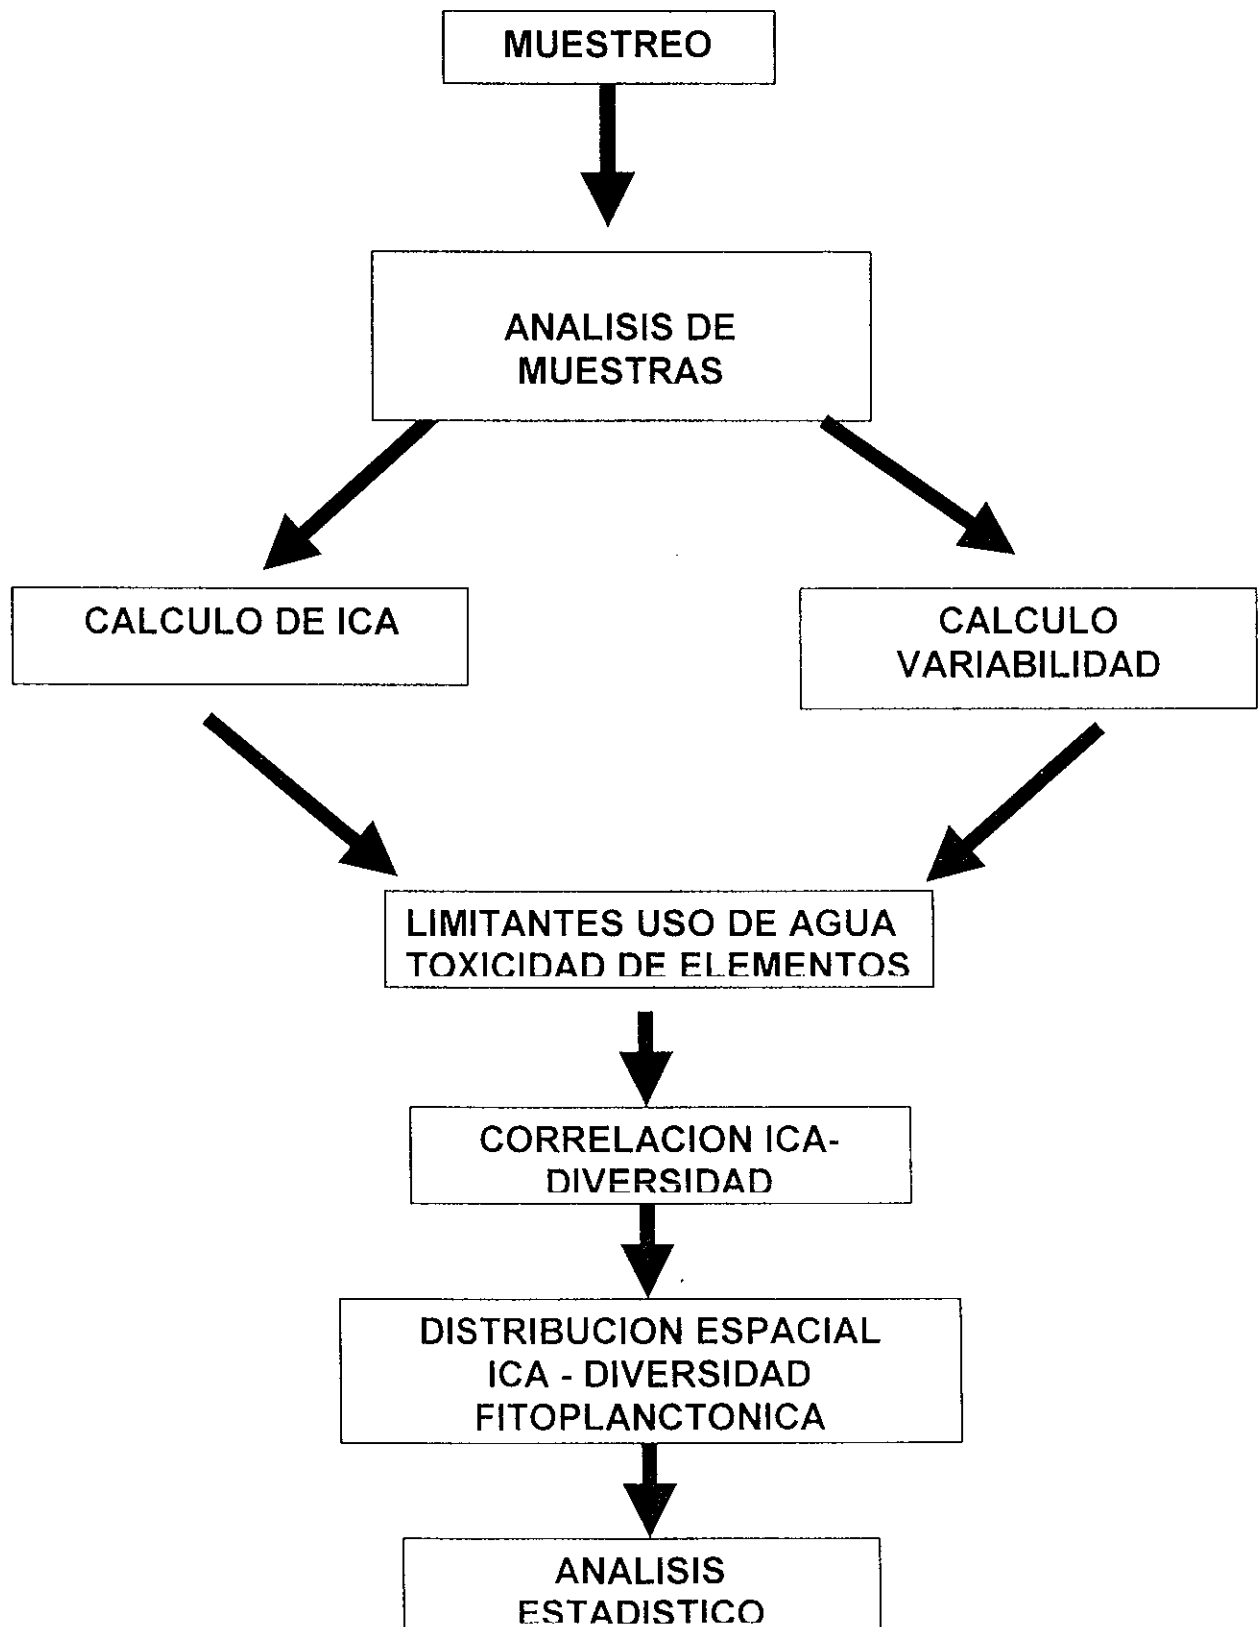 MUESTREO
ANALISIS DE
MUESTRAS
CALCULO DE ICA
CALCULO
VARIABILIDAD
LIMITANTES USO DE AGUA
TOXICIDAD DE ELEMENTOS
CORRELACION ICA-
DIVERSIDAD
DISTRIBUCION ESPACIAL
ICA - DIVERSIDAD
FITOPLANCTONICA
ANALISIS
ESTADISTICO